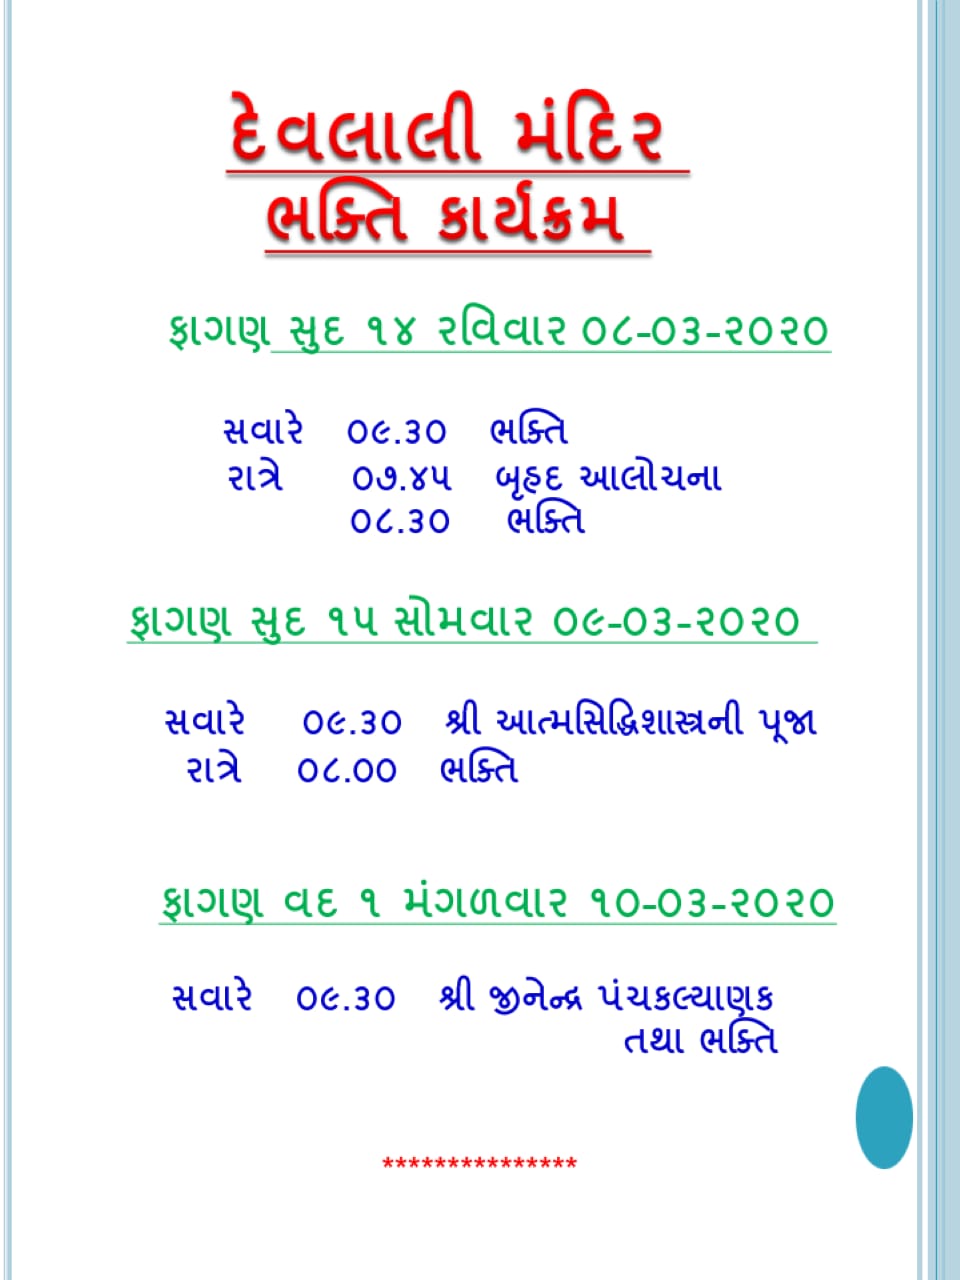 દેવલાલી મંદિર
ભક્તિ કાર્યક્રમ
ફાગણ સુદ ૧૪ રવિવાર ૦૮-૦૩-૨૦૨૦
સવારે ૦૯.૩૦ ભક્તિ
રાત્રે ૦૭.૪૫ બૃહદ આલોચના
૦૮.૩૦ ભક્તિ
ફાગણ સુદ ૧૫ સોમવાર ૦૯-૦૩-૨૦૨૦
સવારે ૦૯.૩૦ શ્રી આત્મસિદ્ધિશાસ્ત્રની પૂજા
રાત્રે ૦૮.૦૦ ભક્તિ
ફાગણ વદ ૧ મંગળવાર ૧૦-૦૩-૨૦૨૦
સવારે ૦૯.૩૦ શ્રી જીનેન્દ્ર પંચકલ્યાણક
તથા ભક્તિ
***************